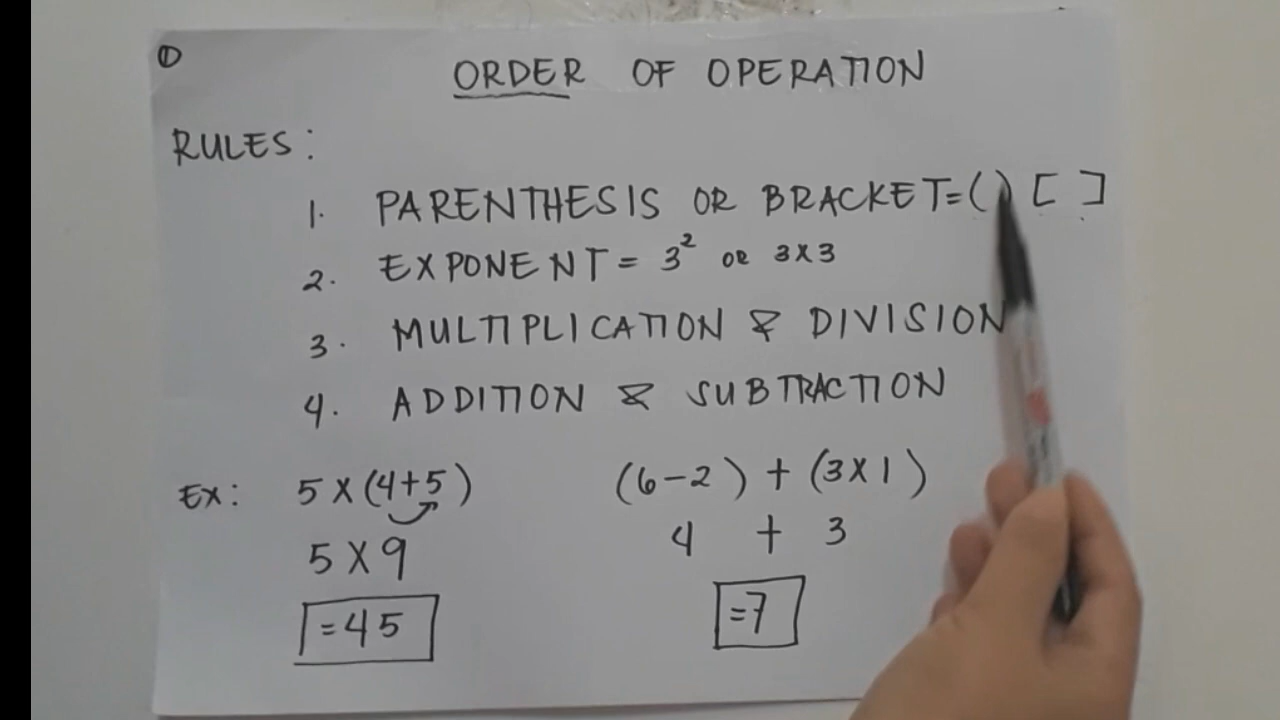 ①
ORDER OF OPERATION
RULES:
1. PARENTHESIS OR BRACKET=( ) [ ]
2. EXPONENT = 3² OR 3X3
3. MULTIPLICATION & DIVISION
4. ADDITION & SUBTRACTION
EX: 5 X (4+5) (6-2) + (3X1)
5 X 9 4 + 3
=45 =7